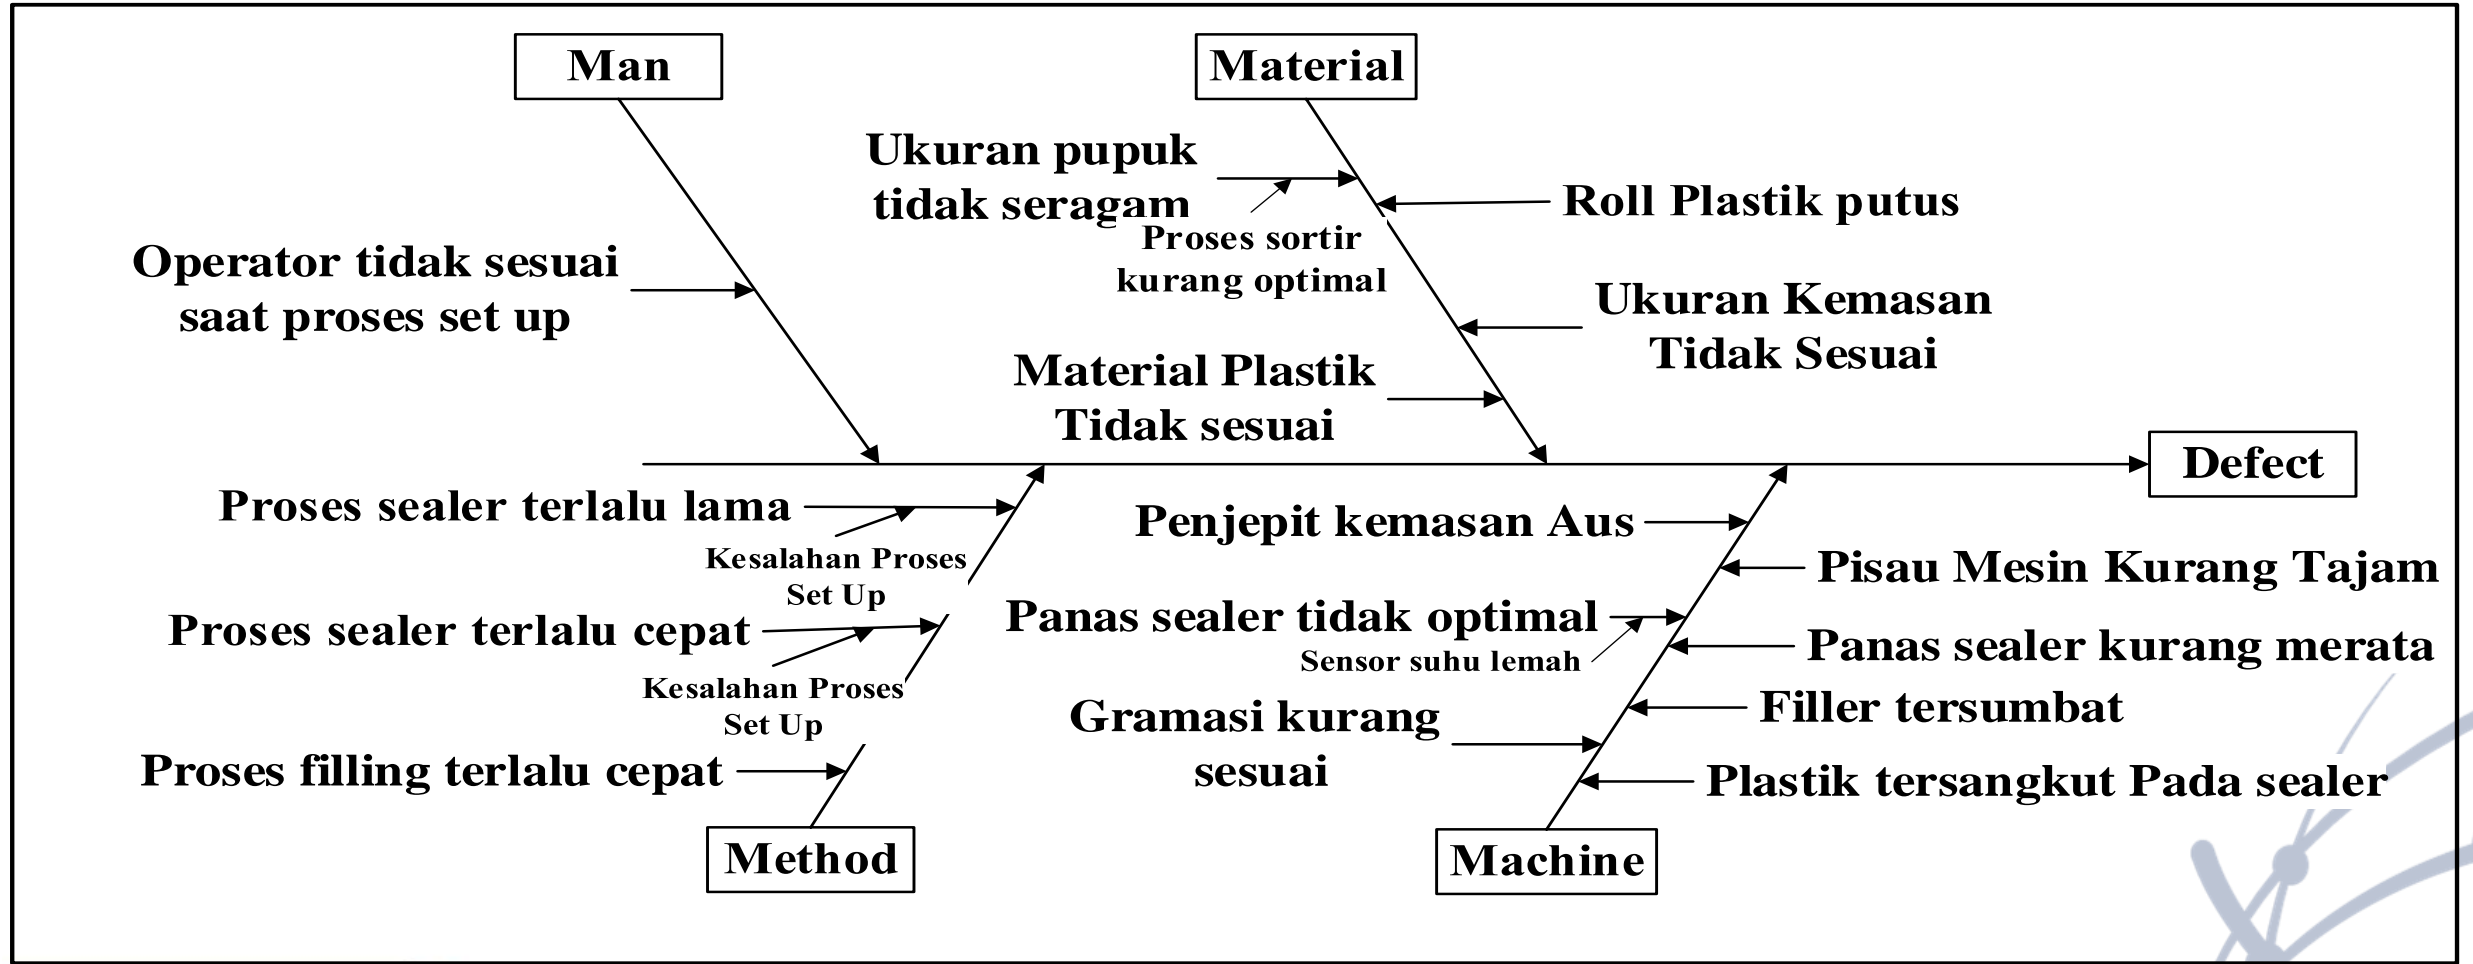 Man
Material
Ukuran pupuk
tidak seragam
Proses sortir
kurang optimal
Roll Plastik putus
Operator tidak sesuai
saat proses set up
Ukuran Kemasan
Tidak Sesuai
Material Plastik
Tidak sesuai
Defect
Proses sealer terlalu lama
Kesalahan Proses
Set Up
Proses sealer terlalu cepat
Kesalahan Proses
Set Up
Proses filling terlalu cepat
Method
Penjepit kemasan Aus
Pisau Mesin Kurang Tajam
Panas sealer tidak optimal
Sensor suhu lemah
Panas sealer kurang merata
Filler tersumbat
Gramasi kurang
sesuai
Plastik tersangkut Pada sealer
Machine